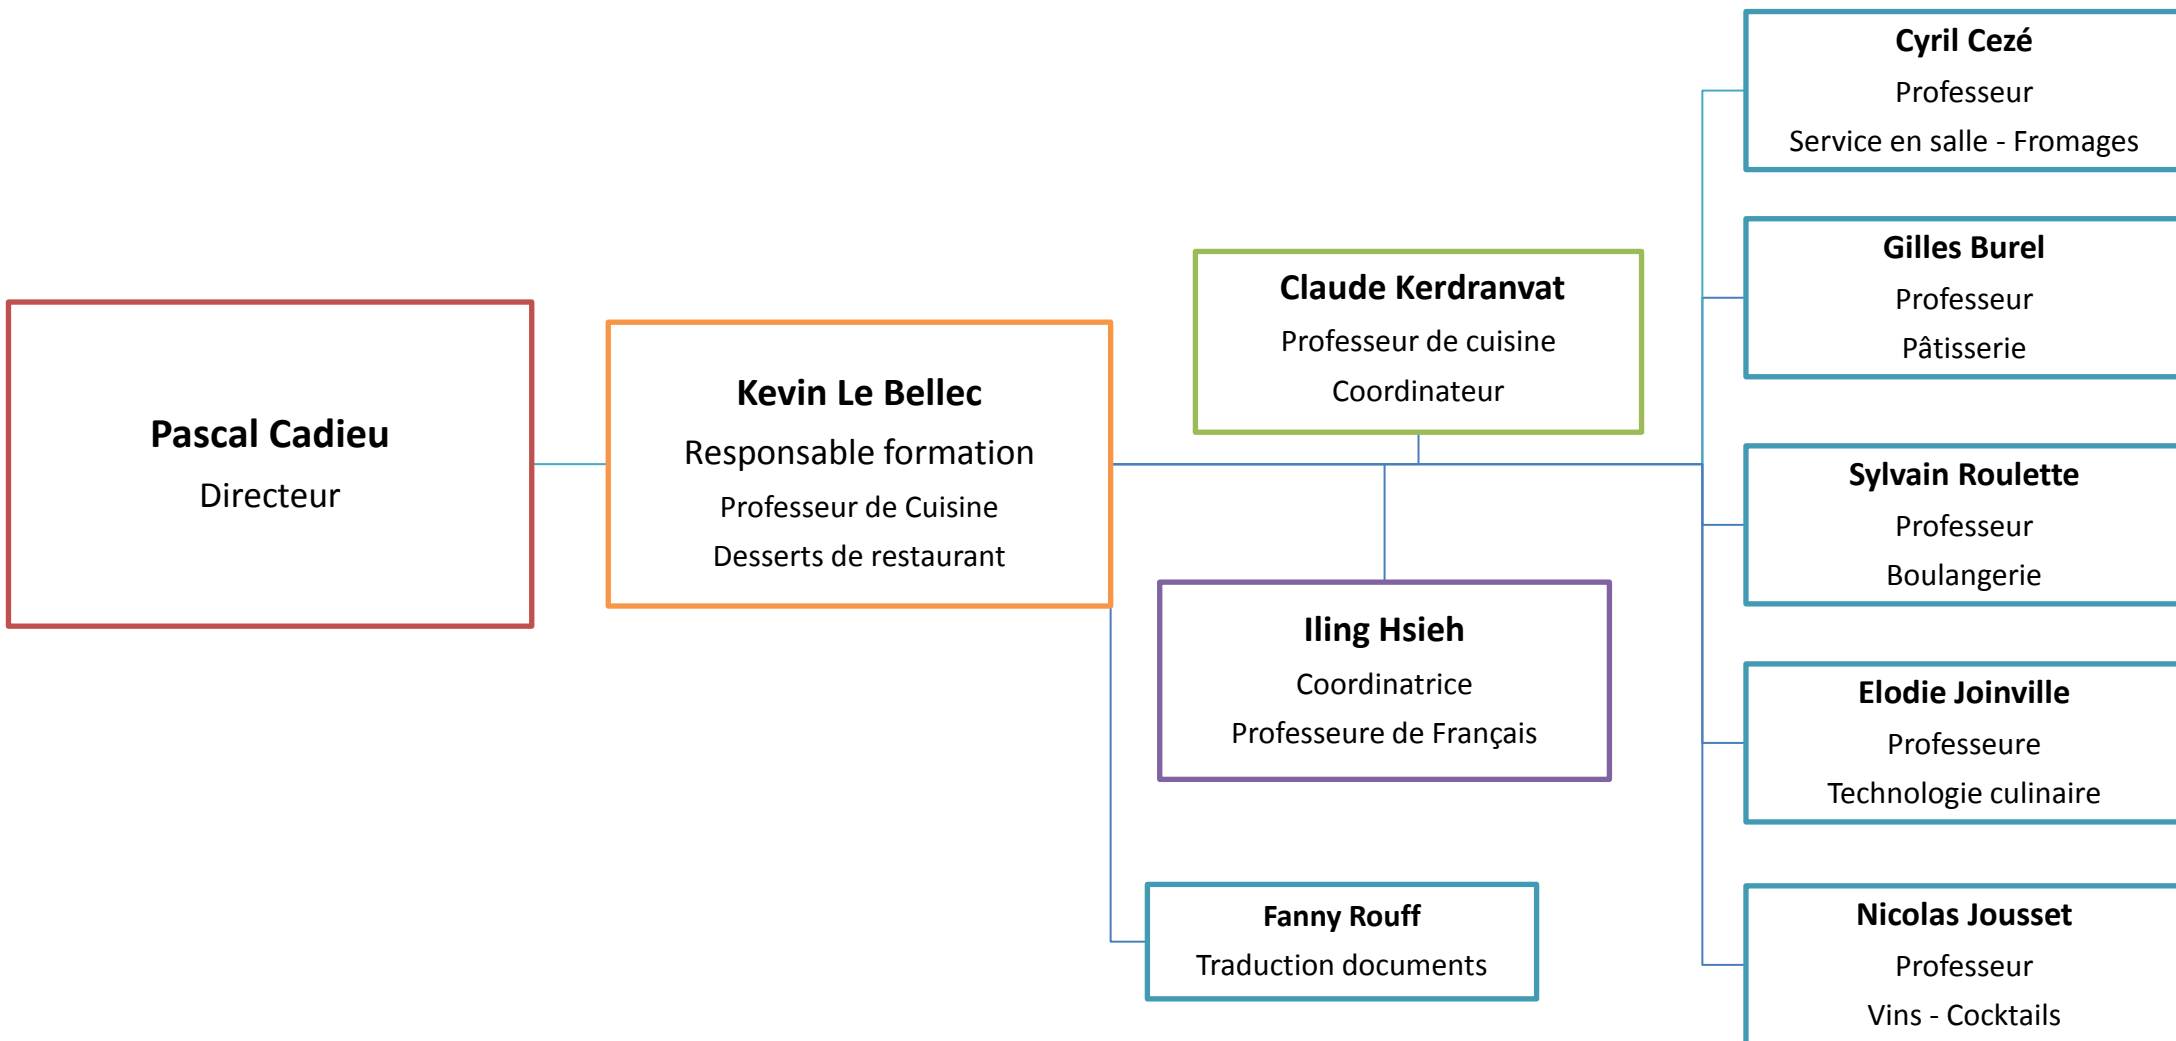 Pascal Cadieu
Directeur
Kevin Le Bellec
Responsable formation
Professeur de Cuisine
Desserts de restaurant
Claude Kerdranvat
Professeur de cuisine
Coordinateur
Iling Hsieh
Coordinatrice
Professeure de Français
Fanny Rouff
Traduction documents
Cyril Cezé
Professeur
Service en salle - Fromages
Gilles Burel
Professeur
Pâtisserie
Sylvain Roulette
Professeur
Boulangerie
Elodie Joinville
Professeure
Technologie culinaire
Nicolas Jousset
Professeur
Vins - Cocktails